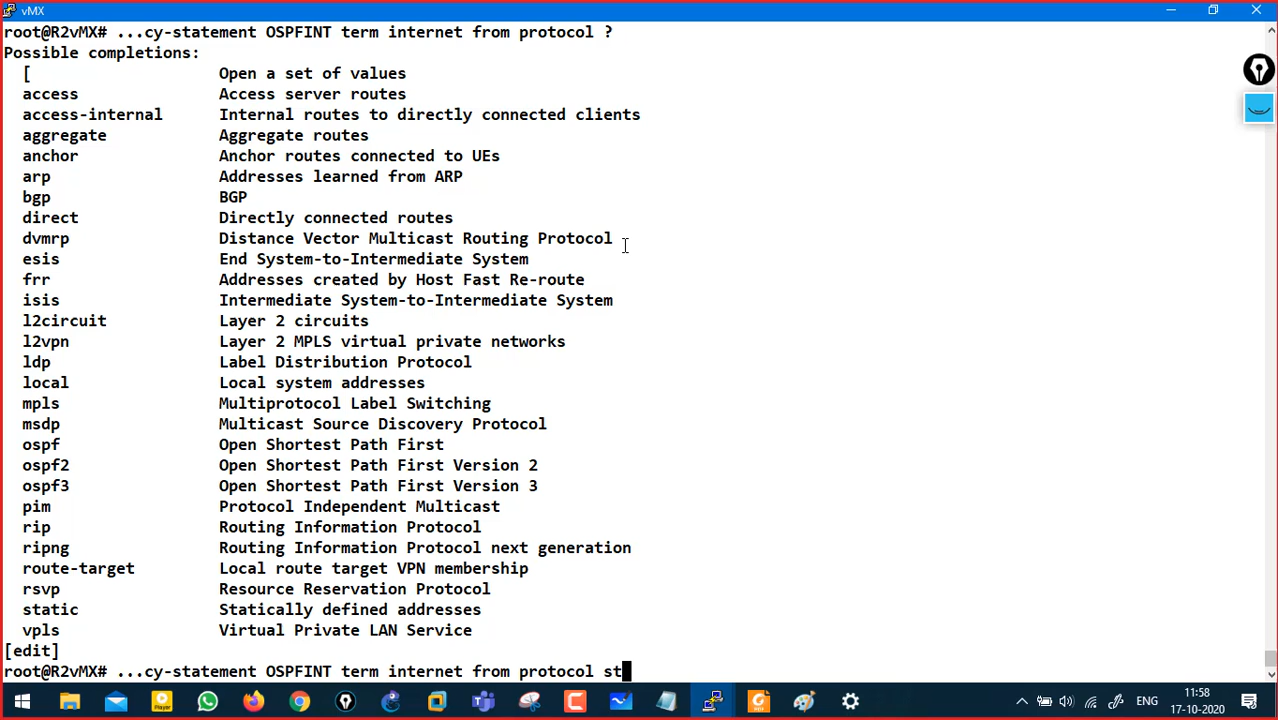 vMX
root@R2vMX# ...cy-statement OSPFINT term internet from protocol ?
Possible completions:
[ Open a set of values
access Access server routes
access-internal Internal routes to directly connected clients
aggregate Aggregate routes
anchor Anchor routes connected to UEs
arp Addresses learned from ARP
bgp BGP
direct Directly connected routes
dvmrp Distance Vector Multicast Routing Protocol
esis End System-to-Intermediate System
frr Addresses created by Host Fast Re-route
isis Intermediate System-to-Intermediate System
l2circuit Layer 2 circuits
l2vpn Layer 2 MPLS virtual private networks
ldp Label Distribution Protocol
local Local system addresses
mpls Multiprotocol Label Switching
msdp Multicast Source Discovery Protocol
ospf Open Shortest Path First
ospf2 Open Shortest Path First Version 2
ospf3 Open Shortest Path First Version 3
pim Protocol Independent Multicast
rip Routing Information Protocol
ripng Routing Information Protocol next generation
route-target Local route target VPN membership
rsvp Resource Reservation Protocol
static Statically defined addresses
vpls Virtual Private LAN Service
[edit]
root@R2vMX# ...cy-statement OSPFINT term internet from protocol st
ENG
11:58
17-10-2020